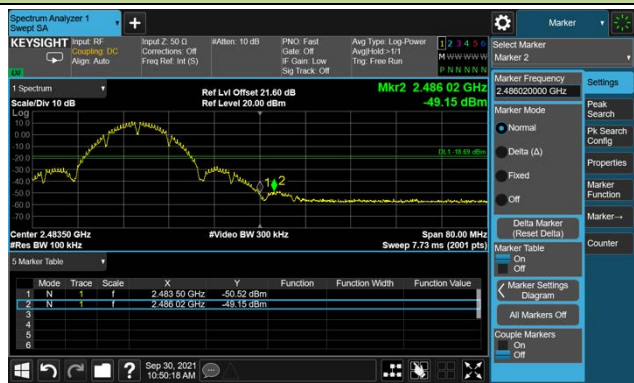 Spectrum Analyzer 1
Swept SA
Marker
KEYSIGHT
Input: RF
Coupling: DC
Align: Auto
Input Z: 50 Ω
Corrections: Off
Freq Ref: Int (S)
#Atten: 10 dB
PNO: Fast
Gate: Off
IF Gain: Low
Sig Track: Off
Avg Type: Log-Power
Avg|Hold:>1/1
Trig: Free Run
1 2 3 4 5 6
M W W W W W
P N N N N N
LXI
Select Marker
Marker 2
1 Spectrum
Scale/Div 10 dB
Log
Ref Lvl Offset 21.60 dB
Ref Level 20.00 dBm
Mkr2 2.486 02 GHz
-49.15 dBm
10.0
0.00
-10.0
-20.0
-30.0
-40.0
-50.0
-60.0
-70.0
DL1 -18.69 dBm
1
2
Center 2.48350 GHz
#Res BW 100 kHz
#Video BW 300 kHz
Span 80.00 MHz
Sweep 7.73 ms (2001 pts)
5 Marker Table
Mode Trace Scale X Y Function Function Width Function Value
1 N 1 f 2.483 50 GHz -50.52 dBm
2 N 1 f 2.486 02 GHz -49.15 dBm
3
4
5
6
Marker Frequency
2.486020000 GHz
Marker Mode
Normal
Delta (Δ)
Fixed
Off
Delta Marker
(Reset Delta)
Marker Table
On
Off
Marker Settings
Diagram
All Markers Off
Couple Markers
On
Off
Settings
Peak
Search
Pk Search
Config
Properties
Marker
Function
Marker→
Counter
?
Sep 30, 2021
10:50:18 AM